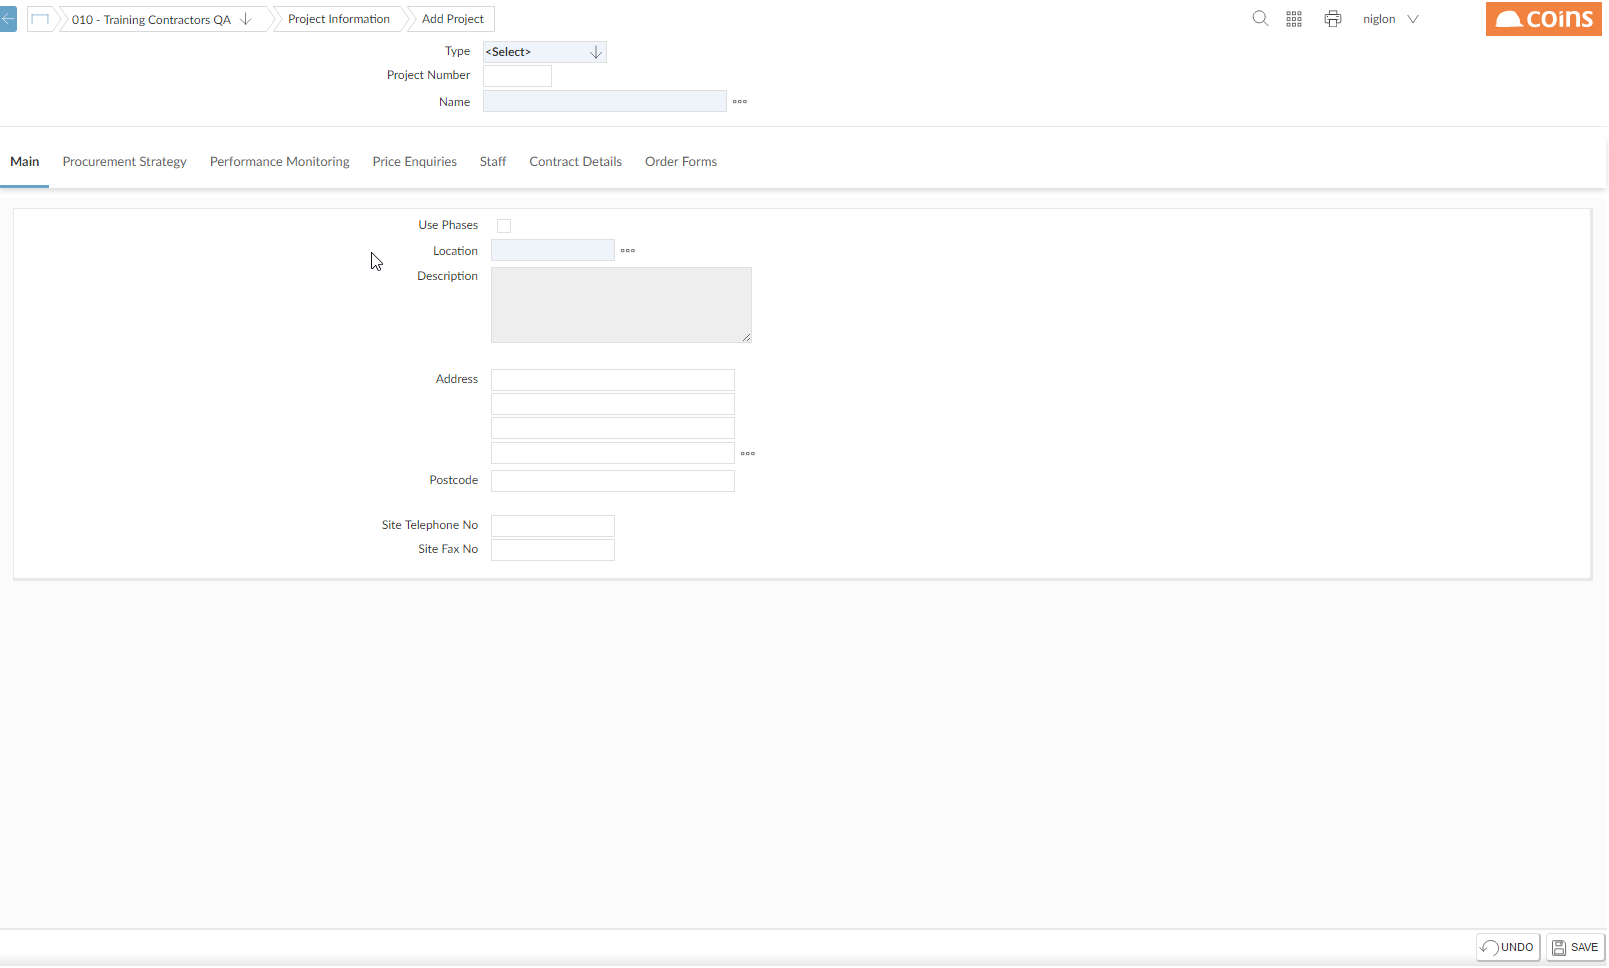 010 - Training Contractors QA Project Information Add Project niglon coins
Type <Select>
Project Number
Name
Main Procurement Strategy Performance Monitoring Price Enquiries Staff Contract Details Order Forms
Use Phases
Location
Description
Address
Postcode
Site Telephone No
Site Fax No
UNDO SAVE